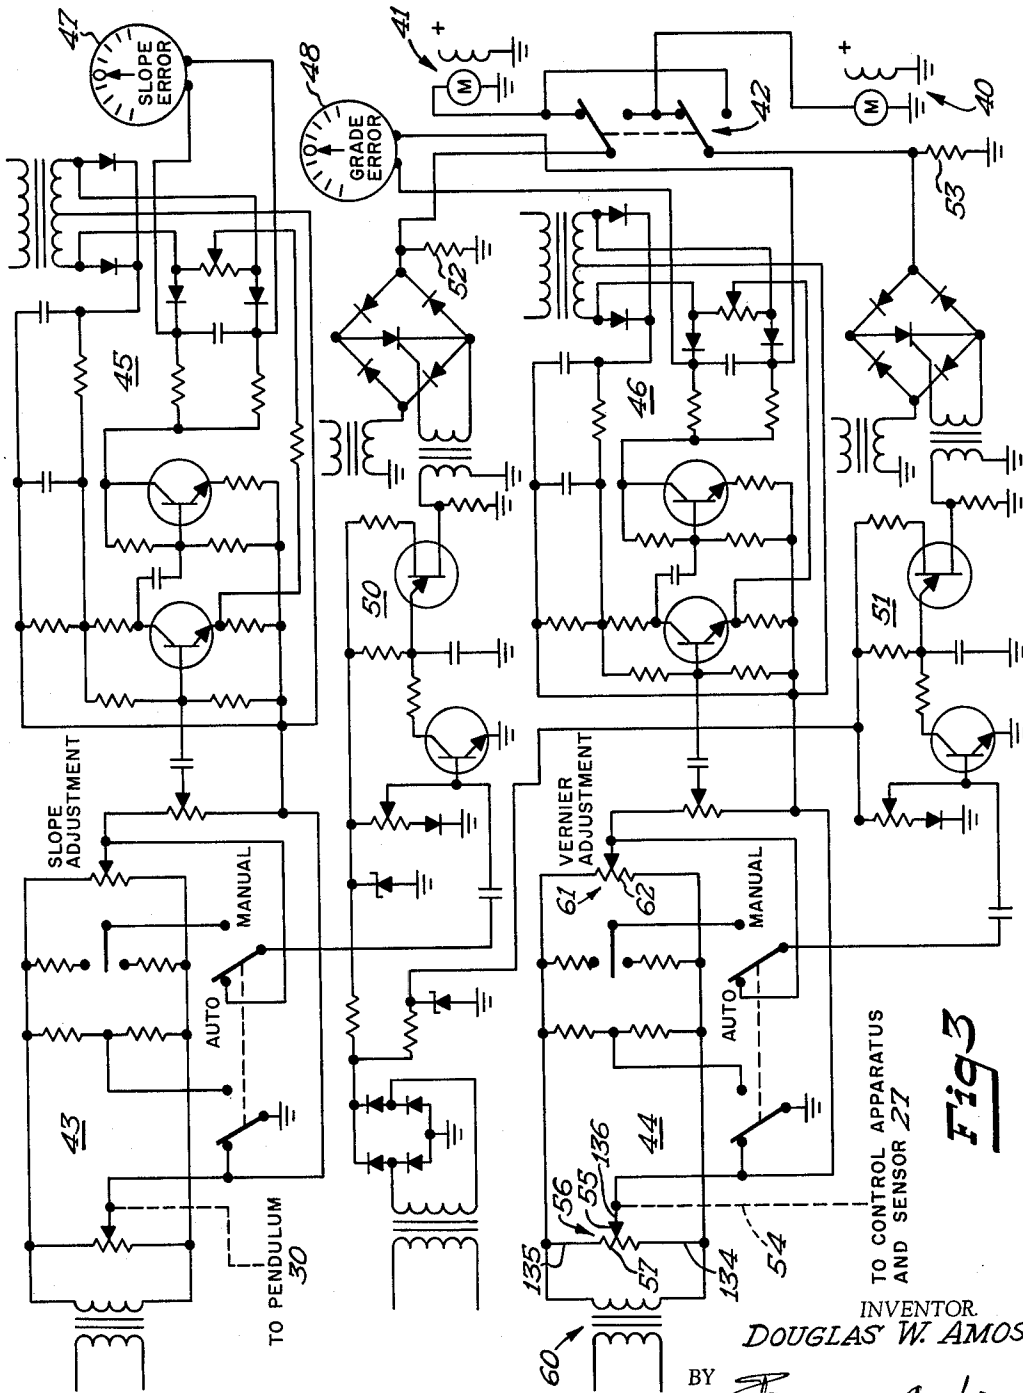 47
SLOPE
ERROR
45
SLOPE
ADJUSTMENT
MANUAL
AUTO
43
TO PENDULUM
30
41
+
M
48
GRADE
ERROR
42
M
+
40
52
53
50
46
51
VERNIER
ADJUSTMENT
61
62
MANUAL
AUTO
44
56
55
136
135
57
134
54
60
TO CONTROL APPARATUS
AND SENSOR 27
Fig 3
INVENTOR.
DOUGLAS W. AMOS
BY